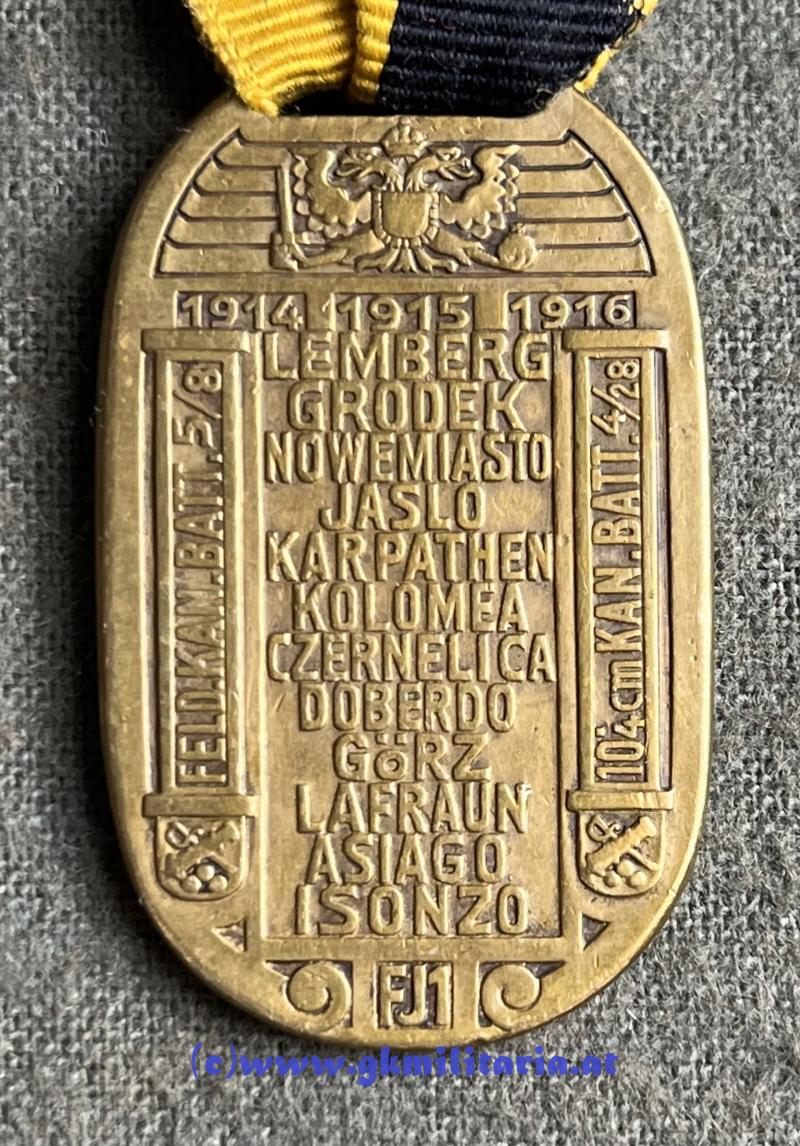 1914 1915 1916
FELD.KAN.BATT.5/8
LEMBERG
GRODEK
NOWEMIASTO
JASLO
KARPATHEN
KOLOMEA
CZERNELICA
DOBERDO
GÖRZ
LAFRAUN
ASIAGO
ISONZO
10˙4cm KAN.BATT.4/28
FJ1
(c)www.gkmilitaria.at